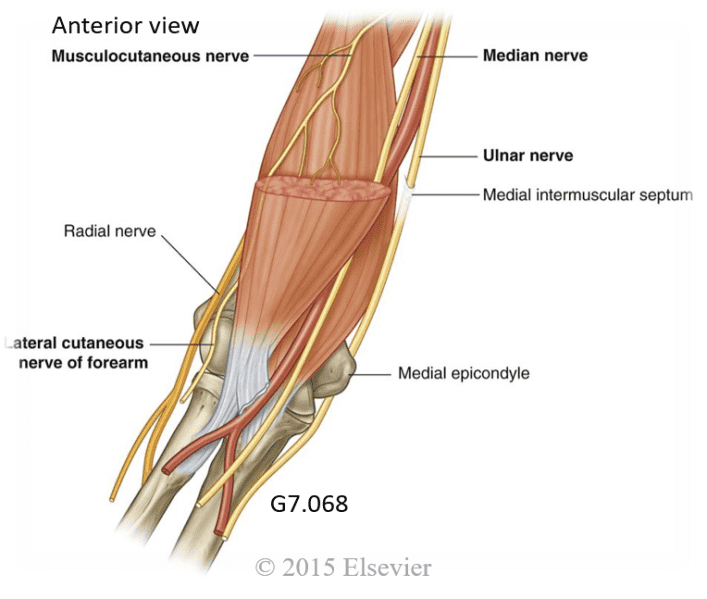 Anterior view
Musculocutaneous nerve
Median nerve
Ulnar nerve
Medial intermuscular septum
Radial nerve
Lateral cutaneous
nerve of forearm
Medial epicondyle
G7.068
© 2015 Elsevier